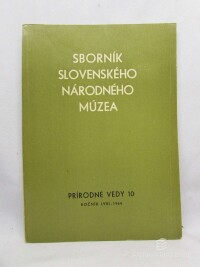 SBORNÍK
SLOVENSKÉHO
NÁRODNÉHO
MÚZEA
PRÍRODNÉ VEDY 10